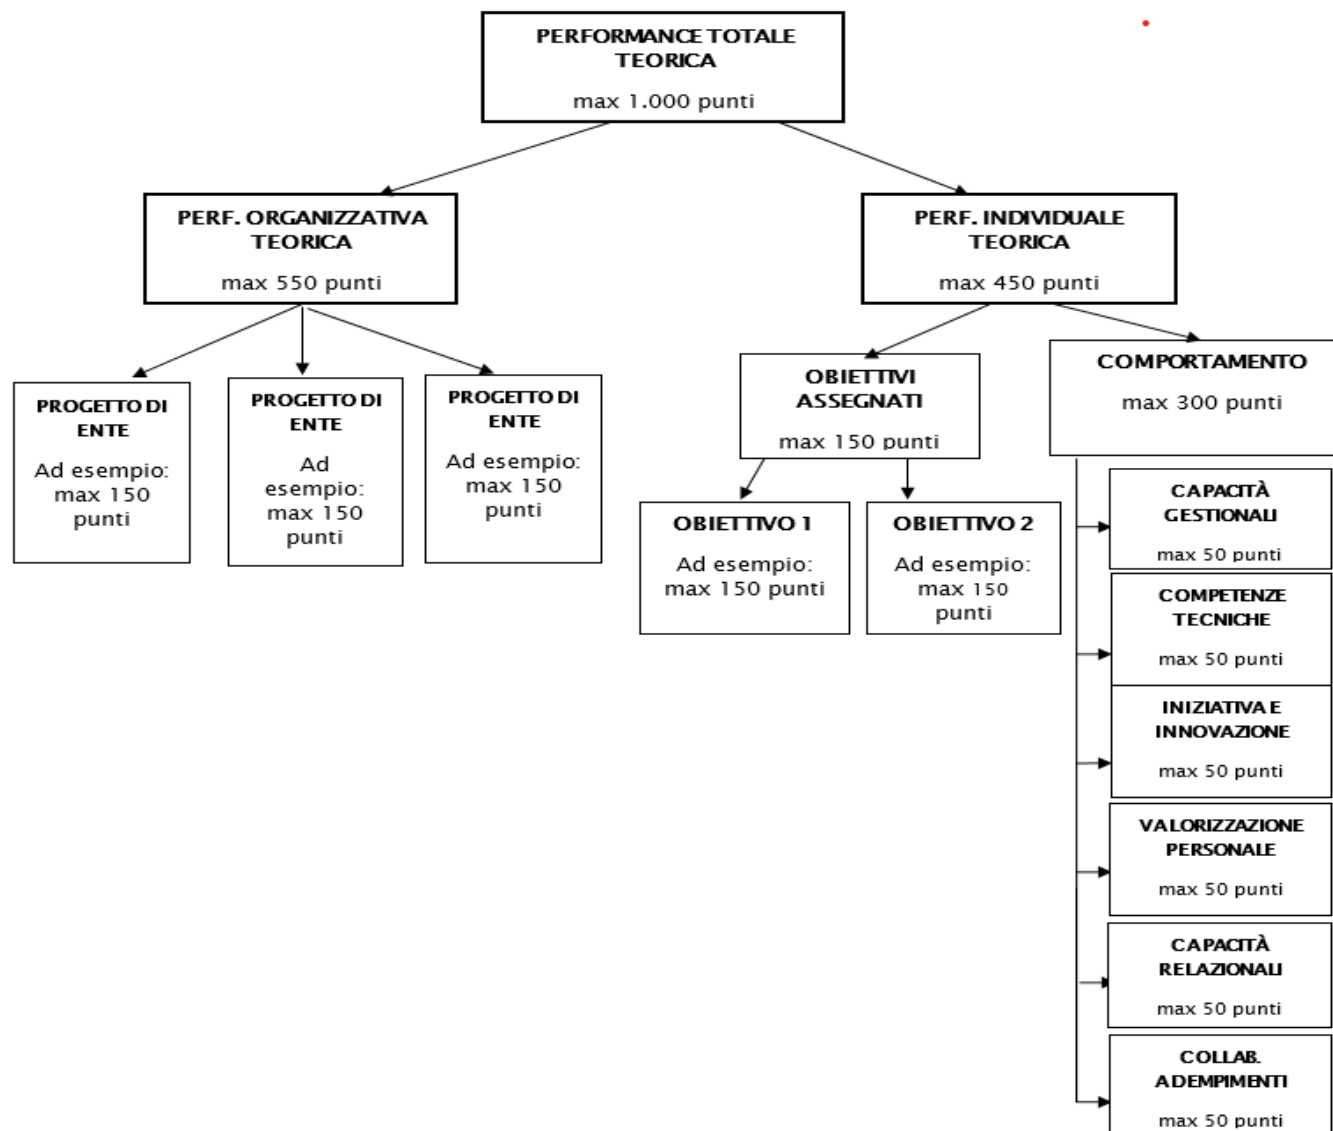 PERFORMANCE TOTALE
TEORICA
max 1.000 punti
PERF. ORGANIZZATIVA
TEORICA
max 550 punti
PERF. INDIVIDUALE
TEORICA
max 450 punti
PROGETTO DI
ENTE
Ad esempio:
max 150
punti
PROGETTO DI
ENTE
Ad
esempio:
max 150
punti
PROGETTO DI
ENTE
Ad esempio:
max 150
punti
OBIETTIVI
ASSEGNATI
max 150 punti
COMPORTAMENTO
max 300 punti
OBIETTIVO 1
Ad esempio:
max 150 punti
OBIETTIVO 2
Ad esempio:
max 150
punti
CAPACITÀ
GESTIONALI
max 50 punti
COMPETENZE
TECNICHE
max 50 punti
INIZIATIVA E
INNOVAZIONE
max 50 punti
VALORIZZAZIONE
PERSONALE
max 50 punti
CAPACITÀ
RELAZIONALI
max 50 punti
COLLAB.
ADEMPIMENTI
max 50 punti